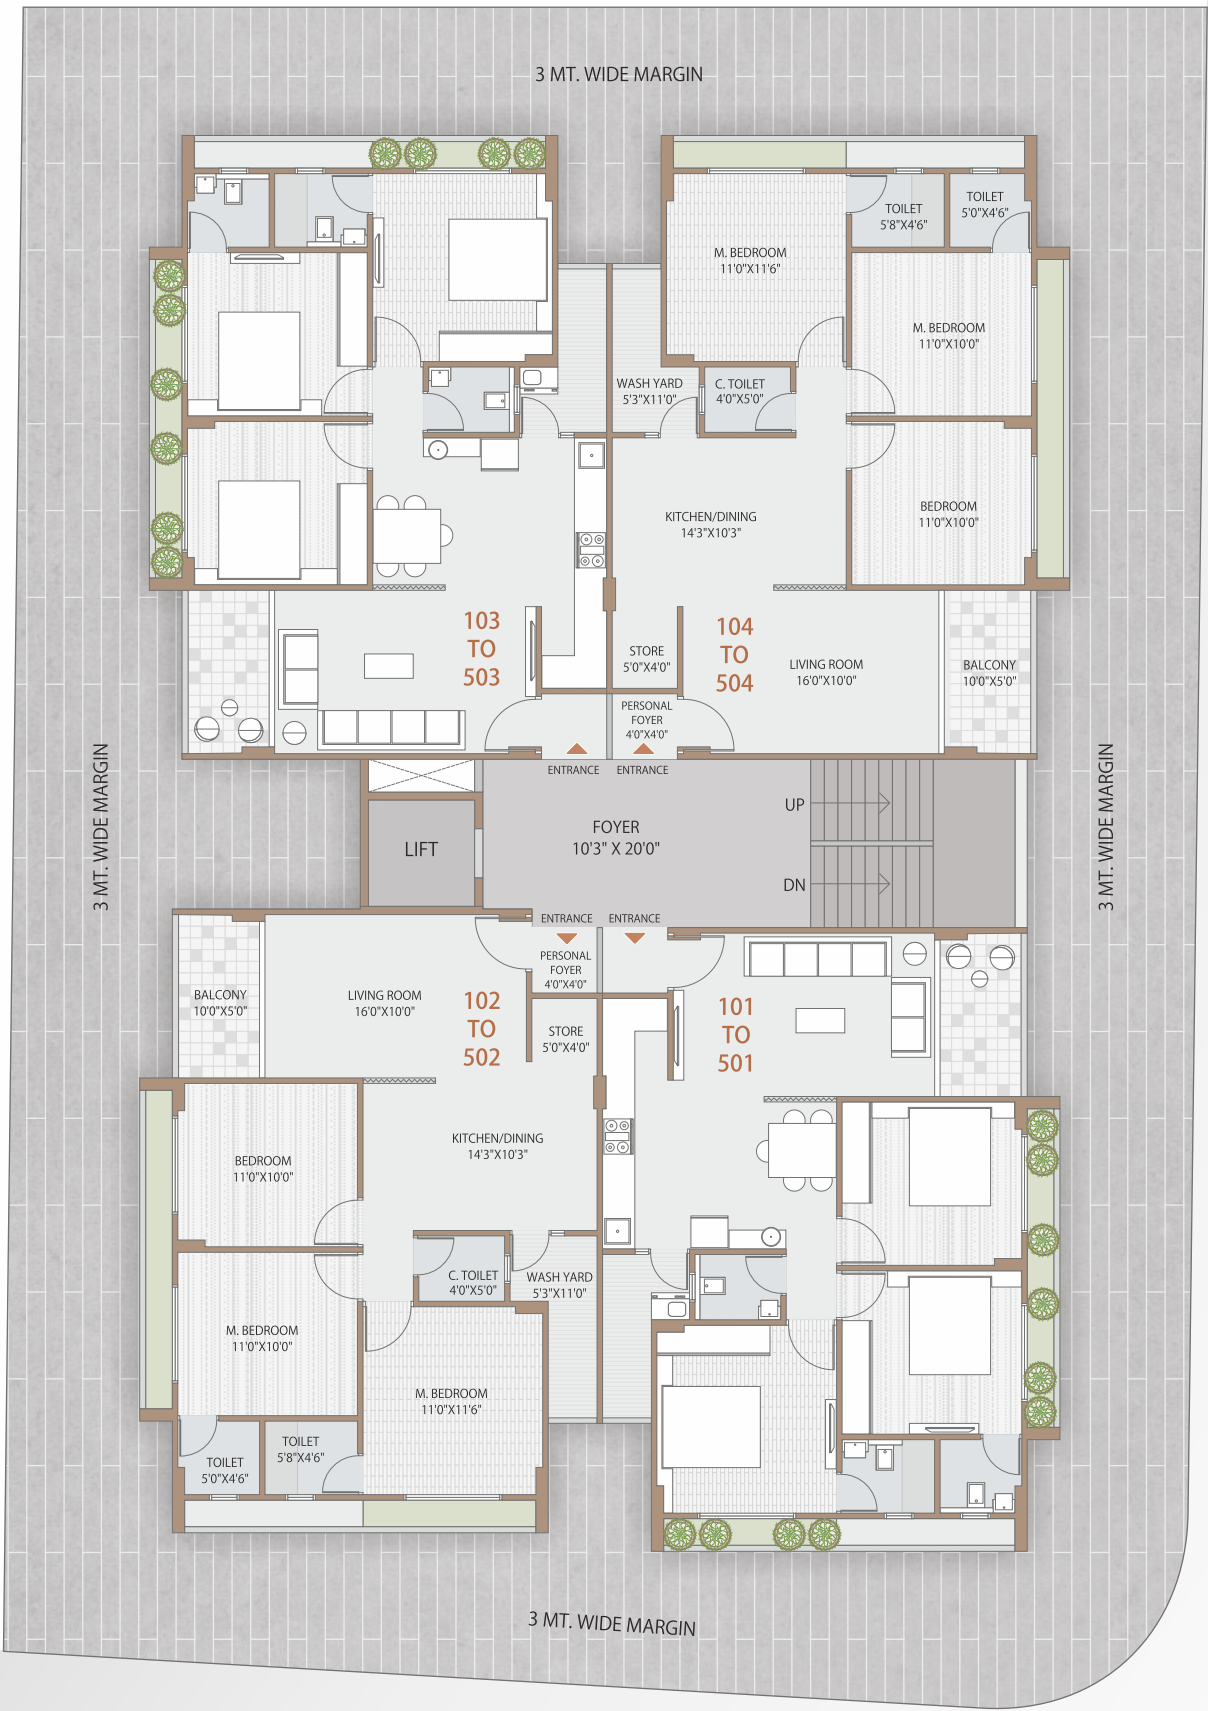 3 MT. WIDE MARGIN
TOILET
5'8"X4'6"
TOILET
5'0"X4'6"
M. BEDROOM
11'0"X11'6"
M. BEDROOM
11'0"X10'0"
WASH YARD
5'3"X11'0"
C. TOILET
4'0"X5'0"
KITCHEN/DINING
14'3"X10'3"
BEDROOM
11'0"X10'0"
103
TO
503
104
TO
504
STORE
5'0"X4'0"
LIVING ROOM
16'0"X10'0"
BALCONY
10'0"X5'0"
PERSONAL
FOYER
4'0"X4'0"
ENTRANCE
ENTRANCE
3 MT. WIDE MARGIN
3 MT. WIDE MARGIN
LIFT
FOYER
10'3" X 20'0"
UP
DN
ENTRANCE
ENTRANCE
PERSONAL
FOYER
4'0"X4'0"
BALCONY
10'0"X5'0"
LIVING ROOM
16'0"X10'0"
102
TO
502
STORE
5'0"X4'0"
101
TO
501
KITCHEN/DINING
14'3"X10'3"
BEDROOM
11'0"X10'0"
C. TOILET
4'0"X5'0"
WASH YARD
5'3"X11'0"
M. BEDROOM
11'0"X10'0"
M. BEDROOM
11'0"X11'6"
TOILET
5'0"X4'6"
TOILET
5'8"X4'6"
3 MT. WIDE MARGIN